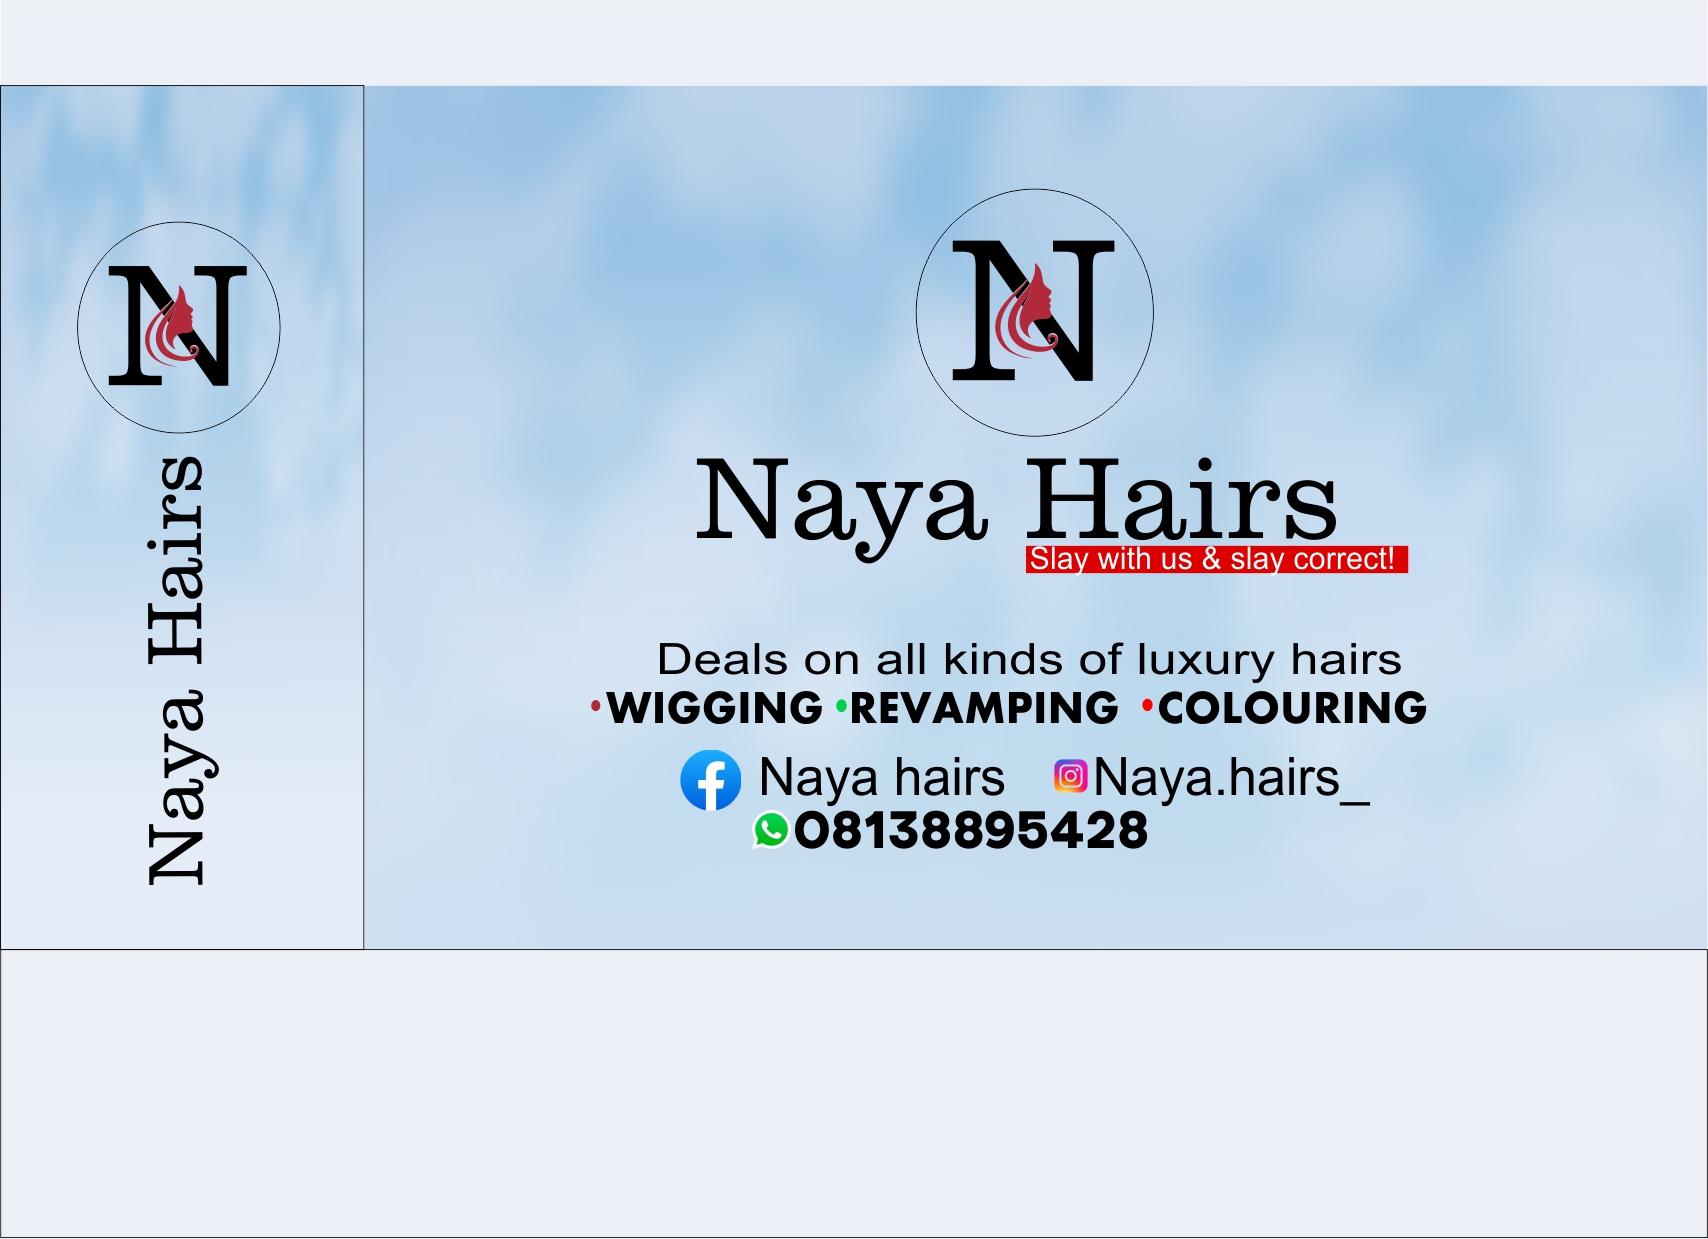 N
Naya Hairs
N
Naya Hairs
Slay with us & slay correct!
Deals on all kinds of luxury hairs
•WIGGING •REVAMPING •COLOURING
Naya hairs Naya.hairs_
08138895428